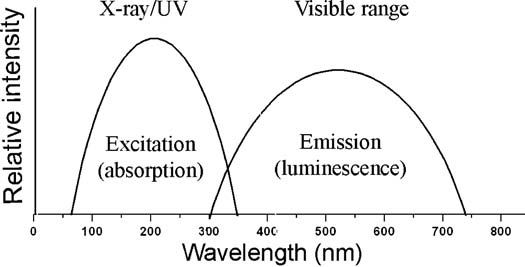 X-ray/UV Visible range
Relative intensity
Excitation
(absorption)
Emission
(luminescence)
0 100 200 300 400 500 600 700 800
Wavelength (nm)